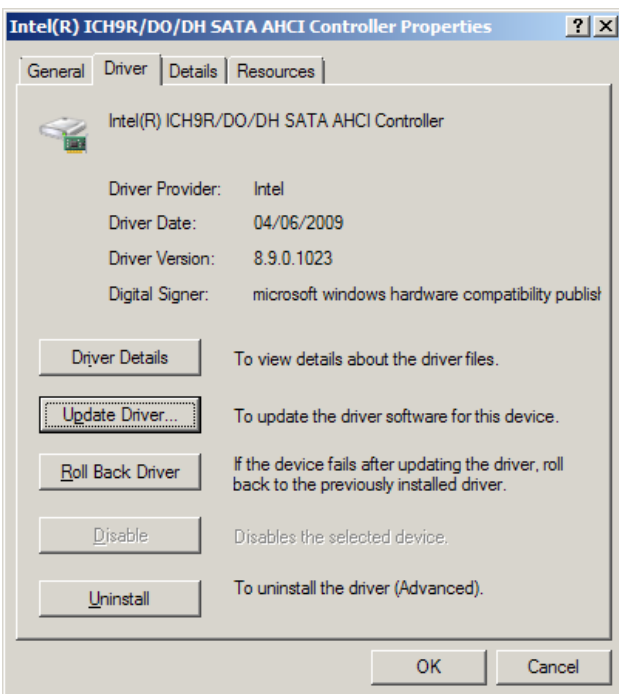 Intel(R) ICH9R/DO/DH SATA AHCI Controller Properties
General Driver Details Resources
Intel(R) ICH9R/DO/DH SATA AHCI Controller
Driver Provider: Intel
Driver Date: 04/06/2009
Driver Version: 8.9.0.1023
Digital Signer: microsoft windows hardware compatibility publish
Driver Details To view details about the driver files.
Update Driver... To update the driver software for this device.
Roll Back Driver If the device fails after updating the driver, roll
back to the previously installed driver.
Disable Disables the selected device.
Uninstall To uninstall the driver (Advanced).
OK Cancel